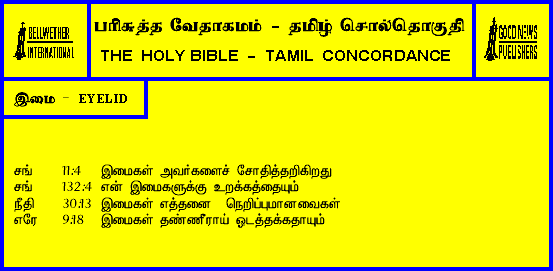 BELLWETHER
INTERNATIONAL
பரிசுத்த வேதாகமம் - தமிழ் சொல்தொகுதி
THE HOLY BIBLE - TAMIL CONCORDANCE
GOOD NEWS
PUBLISHERS
இமை - EYELID
சங் 11:4 இமைகள் அவர்களைச் சோதித்தறிகிறது
சங் 132:4 என் இமைகளுக்கு உறக்கத்தையும்
நீதி 30:13 இமைகள் எத்தனை நெறிப்புமானவைகள்
எரே 9:18 இமைகள் தண்ணீராய் ஓடத்தக்கதாயும்